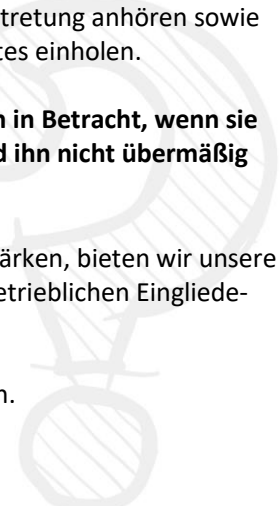 tretung anhören sowie
tes einholen.
n in Betracht, wenn sie
d ihn nicht übermäßig
ärken, bieten wir unsere
etrieblichen Eingliede-
n.